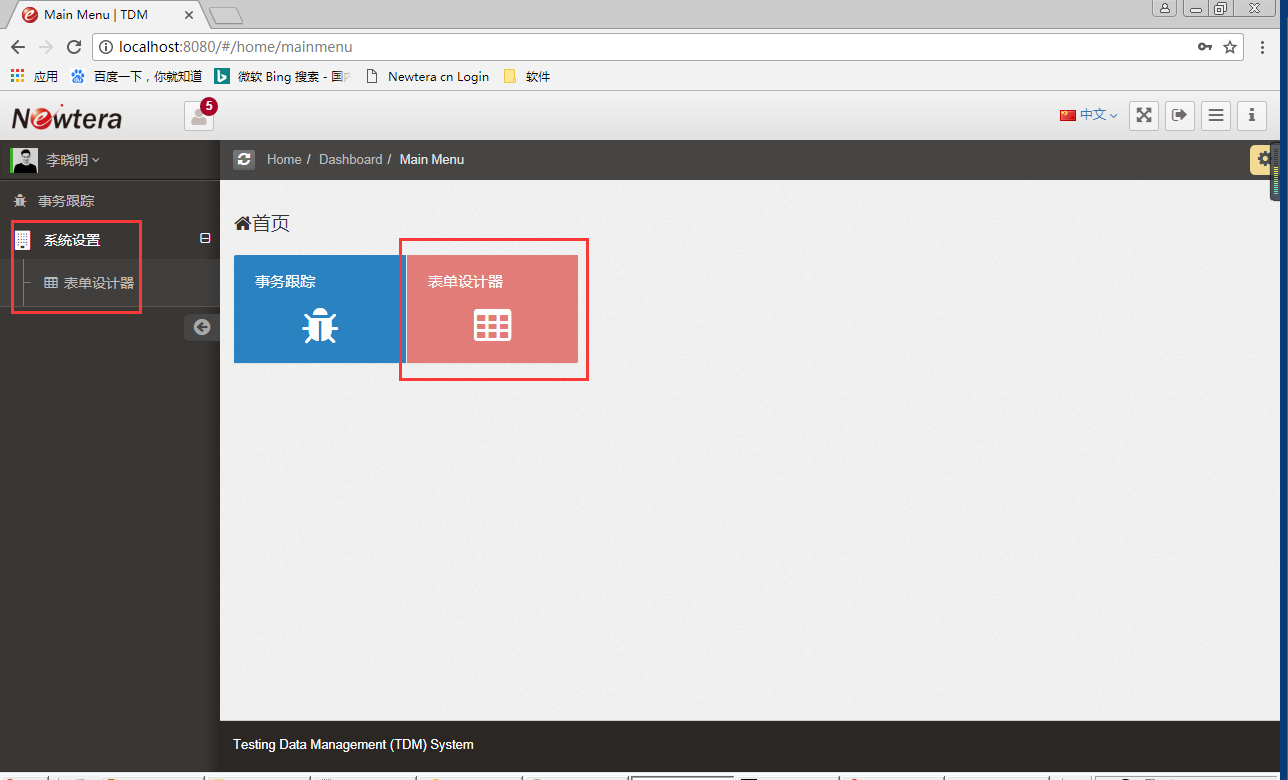 Main Menu | TDM
localhost:8080/#/home/mainmenu
应用 百度一下，你就知道 微软 Bing 搜索 - 国内 Newtera cn Login 软件
Newtera 5 中文
李晓明 Home / Dashboard / Main Menu
事务跟踪
系统设置
表单设计器
首页
事务跟踪 表单设计器
Testing Data Management (TDM) System